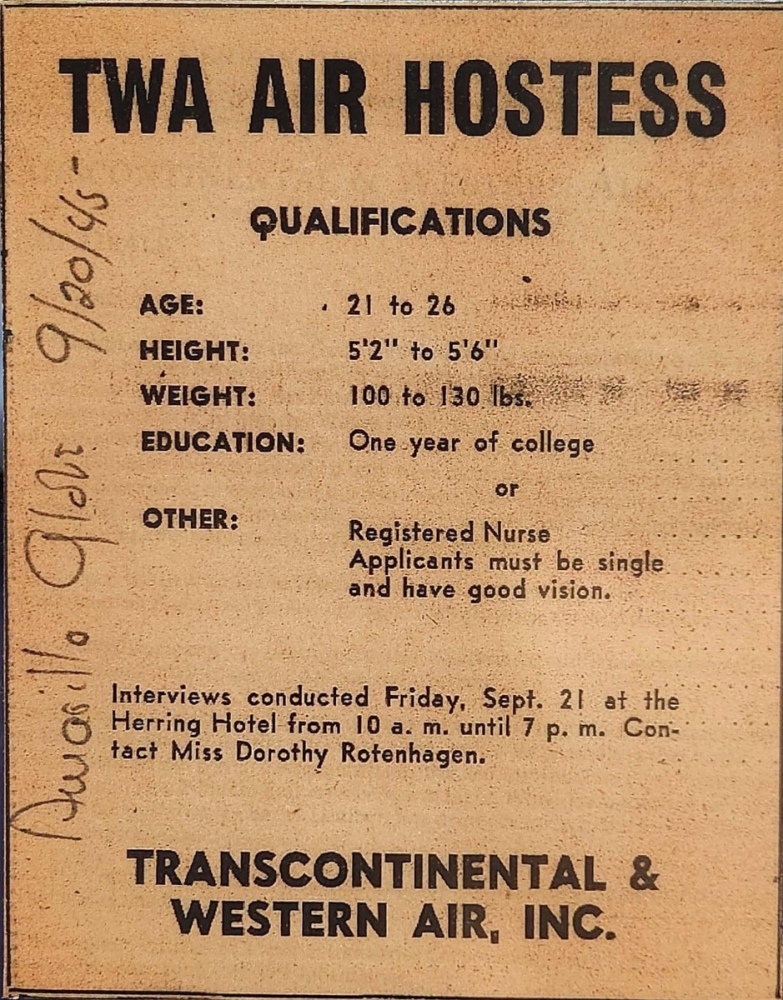 TWA AIR HOSTESS
QUALIFICATIONS
AGE: 21 to 26
HEIGHT: 5'2" to 5'6"
WEIGHT: 100 to 130 lbs.
EDUCATION: One year of college
or
OTHER: Registered Nurse
Applicants must be single
and have good vision.
Interviews conducted Friday, Sept. 21 at the
Herring Hotel from 10 a. m. until 7 p. m. Con-
tact Miss Dorothy Rotenhagen.
TRANSCONTINENTAL &
WESTERN AIR, INC.
Amarillo Globe 9/20/45-